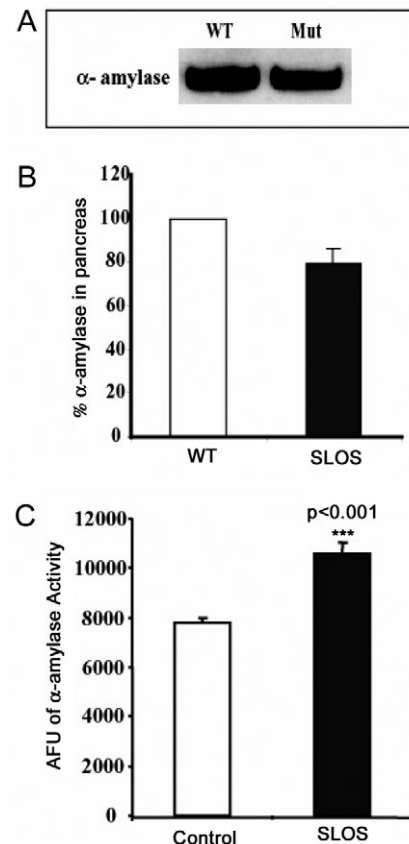 A
WT Mut
α- amylase
B
120
100
80
60
40
20
0
% α-amylase in pancreas
WT SLOS
C
p<0.001
***
12000
10000
8000
6000
4000
2000
0
AFU of α-amylase Activity
Control SLOS